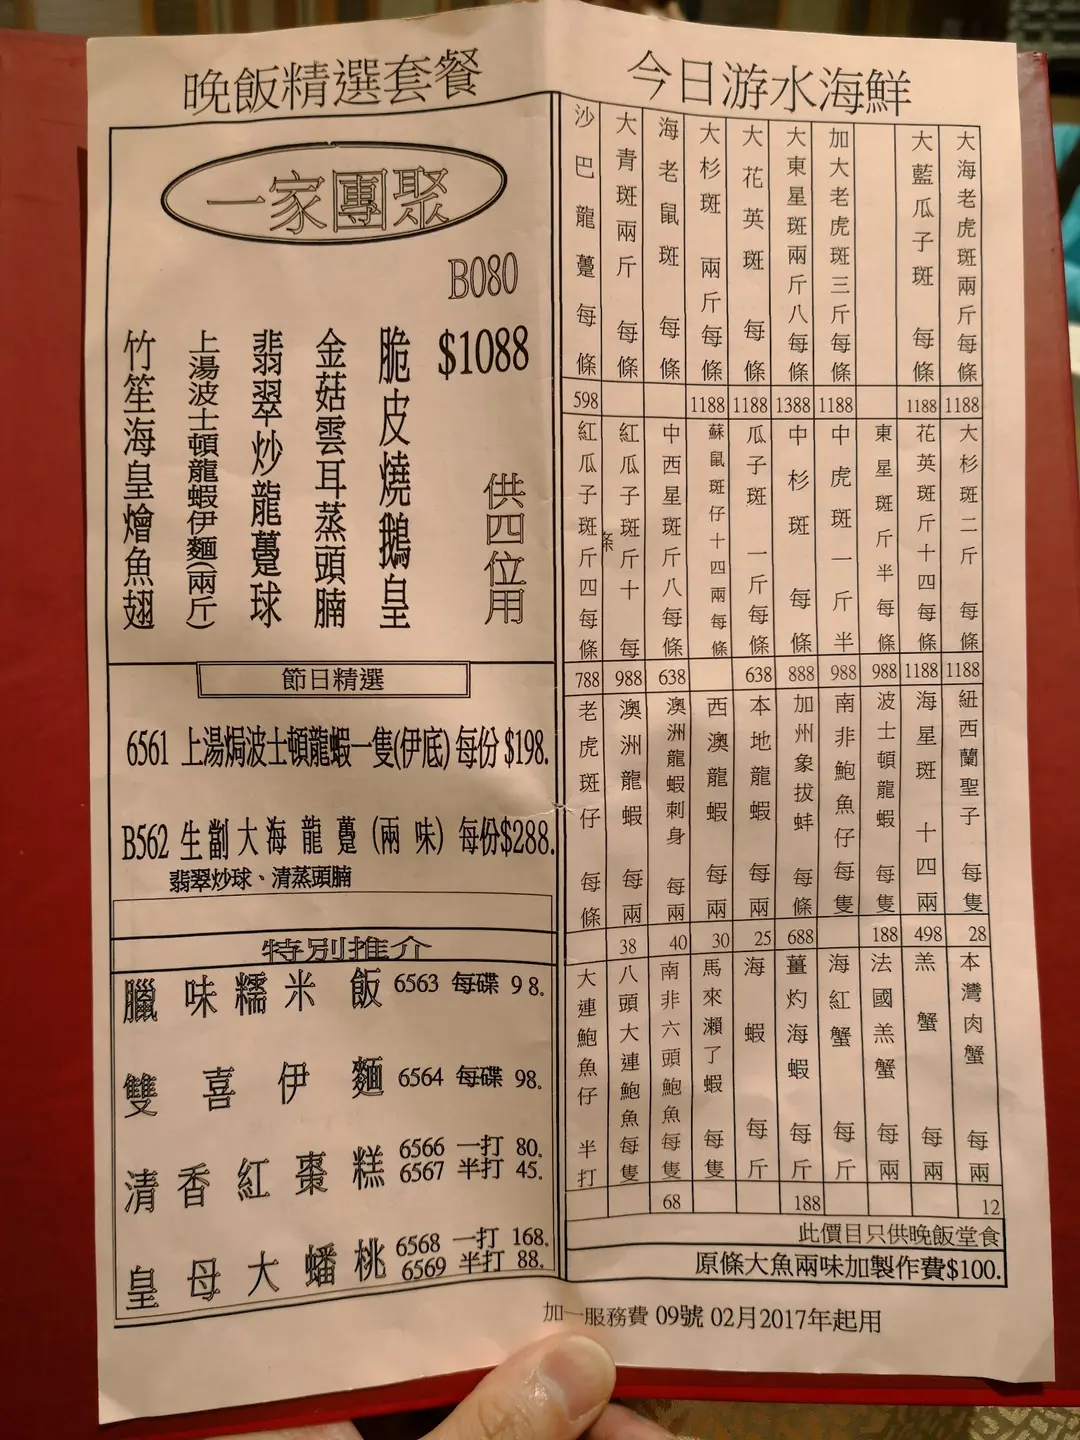 晚飯精選套餐
一家團聚
B080
$1088
供四位用
脆皮燒鵝皇
金菇雲耳蒸頭腩
翡翠炒龍躉球
上湯波士頓龍蝦伊麵(兩斤)
竹笙海皇燴魚翅
節日精選
6561 上湯焗波士頓龍蝦一隻(伊底) 每份 $198.
B562 生劏大海龍躉 (兩味) 每份$288.
翡翠炒球、清蒸頭腩
特別推介
臘味糯米飯 6563 每碟 98.
雙喜伊麵 6564 每碟 98.
清香紅棗糕 6566 一打 80.
6567 半打 45.
皇母大蟠桃 6568 一打 168.
6569 半打 88.
今日游水海鮮
大海老虎斑兩斤每條 1188
大藍瓜子斑 每條 1188
加大老虎斑三斤每條 1188
大東星斑兩斤八每條 1388
大花英斑 每條 1188
大杉斑 兩斤每條 1188
海老鼠斑 每條
大青斑兩斤 每條
沙巴龍躉 每條 598
大杉斑二斤 每條 1188
花英斑斤十四每條 1188
東星斑斤半每條 988
中虎斑一斤半 988
中杉斑 每條 888
瓜子斑 一斤每條 638
蘇鼠斑仔十四兩每條
中西星斑斤八每條 638
紅瓜子斑斤十 每條 988
紅瓜子斑斤四每條 788
紐西蘭聖子 每隻 28
海星斑 十四兩 498
波士頓龍蝦 每隻 188
南非鮑魚仔每隻
加州象拔蚌 每條 688
本地龍蝦 每兩 25
西澳龍蝦 每兩 30
澳洲龍蝦刺身 每兩 40
澳洲龍蝦 每兩 38
老虎斑仔 每條
本灣肉蟹 每兩 12
羔蟹 每兩
法國羔蟹 每兩
海紅蟹 每斤
薑灼海蝦 每斤 188
海蝦 每斤
馬來瀨了蝦 每隻
南非六頭鮑魚每隻 68
八頭大連鮑魚每隻
大連鮑魚仔 半打
此價目只供晚飯堂食
原條大魚兩味加製作費$100.
加一服務費 09號 02月2017年起用